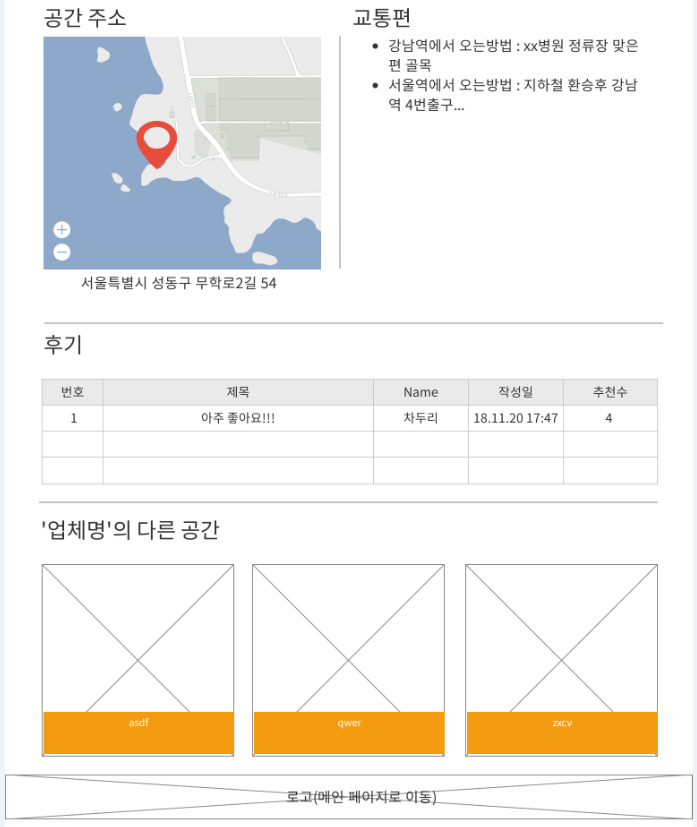 공간 주소
교통편
강남역에서 오는방법 : xx병원 정류장 맞은
편 골목
서울역에서 오는방법 : 지하철 환승후 강남
역 4번출구...
서울특별시 성동구 무학로2길 54
후기
번호 제목 Name 작성일 추천수
1 아주 좋아요!!! 차두리 18.11.20 17:47 4
'업체명'의 다른 공간
asdf qwer zxcv
로고(메인 페이지로 이동)